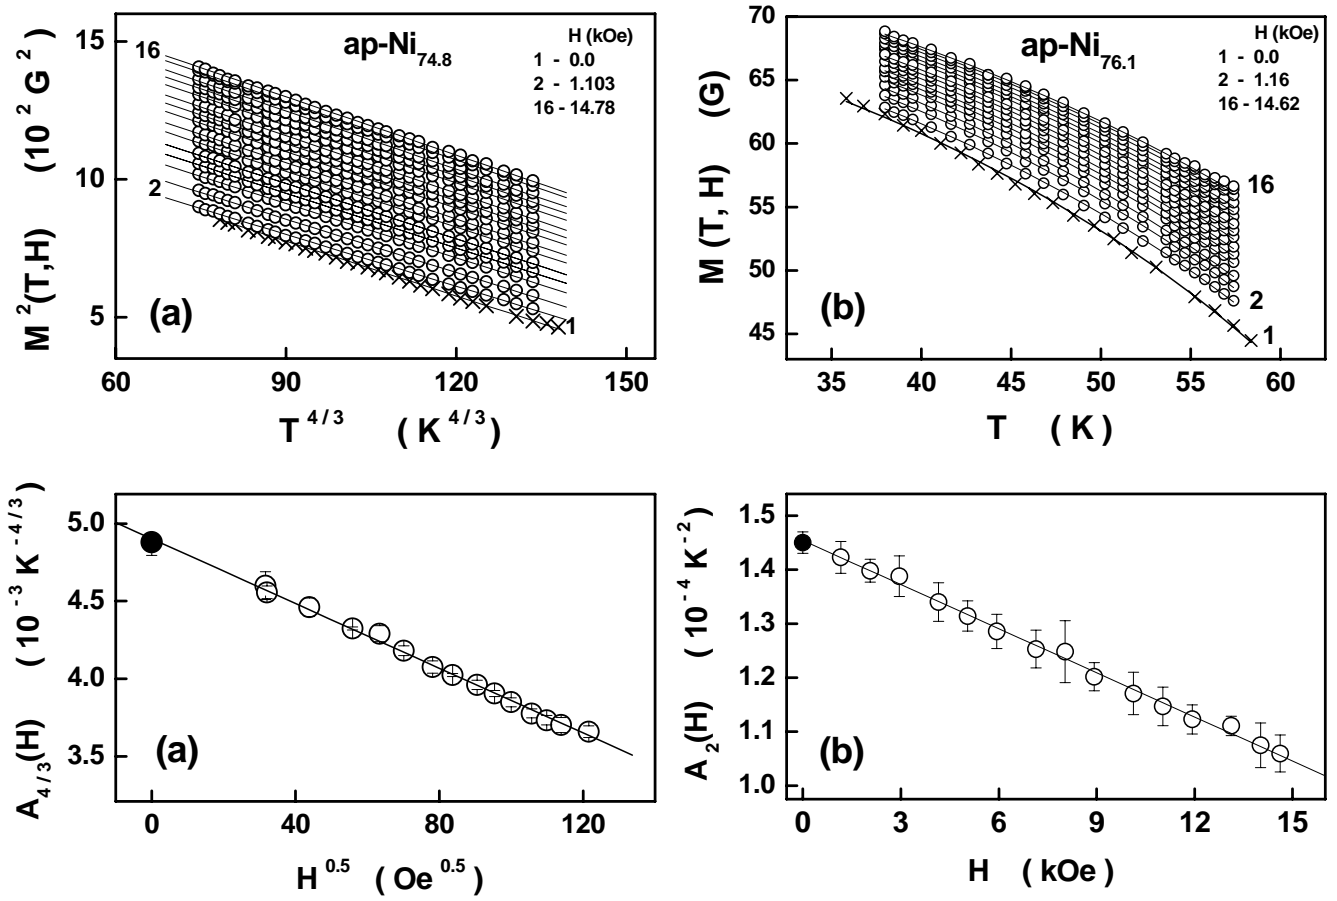 ap-Ni74.8
H (kOe)
1 - 0.0
2 - 1.103
16 - 14.78
16
2
1
(a)
15
10
5
M 2(T,H) (10 2 G 2)
60 90 120 150
T 4/3 ( K 4/3)
ap-Ni76.1
H (kOe)
1 - 0.0
2 - 1.16
16 - 14.62
16
2
1
(b)
70
65
60
55
50
45
M (T, H) (G)
35 40 45 50 55 60
T ( K )
5.0
4.5
4.0
3.5
A4/3(H) (10 -3 K -4/3)
(a)
0 40 80 120
H 0.5 ( Oe 0.5)
1.5
1.4
1.3
1.2
1.1
1.0
A2(H) (10 -4 K -2)
(b)
0 3 6 9 12 15
H ( kOe)